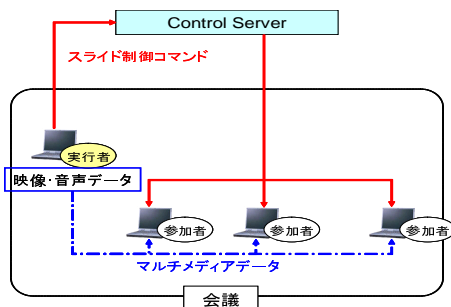 Control Server
スライド制御コマンド
実行者
映像・音声データ
参加者
参加者
参加者
マルチメディアデータ
会議